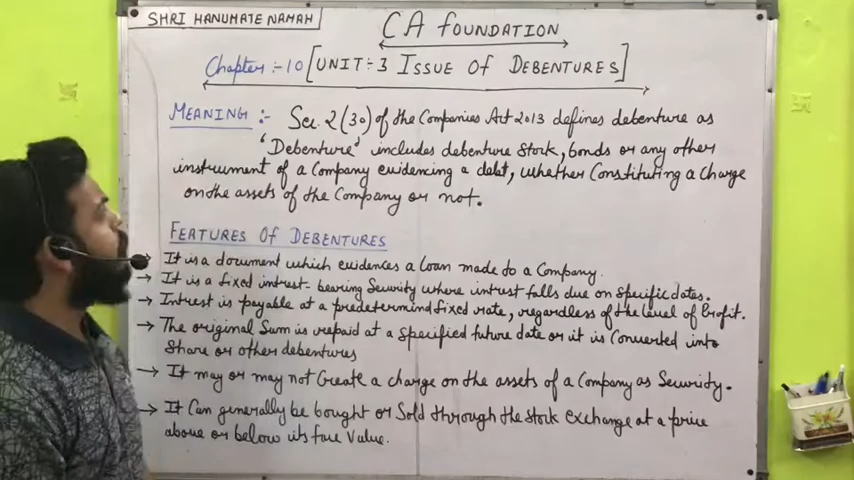 SHRI HANUMATE NAMAH
CA FOUNDATION
Chapter :- 10 [UNIT :- 3 ISSUE OF DEBENTURES]
MEANING :- Sec. 2 (30) of the Companies Act 2013 defines debenture as
'Debenture' includes debenture stock, bonds or any other
instrument of a Company evidencing a debt, whether Constituting a charge
on the assets of the Company or not.
FEATURES OF DEBENTURES
→ It is a document which evidences a loan made to a Company.
→ It is a fixed intrest-bearing Security where intrest falls due on specific dates.
→ Intrest is payable at a predetermind fixed rate, regardless of the level of Profit.
→ The original Sum is repaid at a specified future date or it is Converted into
Share or other debentures
→ It may or may not Create a charge on the assets of a Company as Security.
→ It Can generally be bought or Sold through the stock exchange at a price
above or below its face Value.